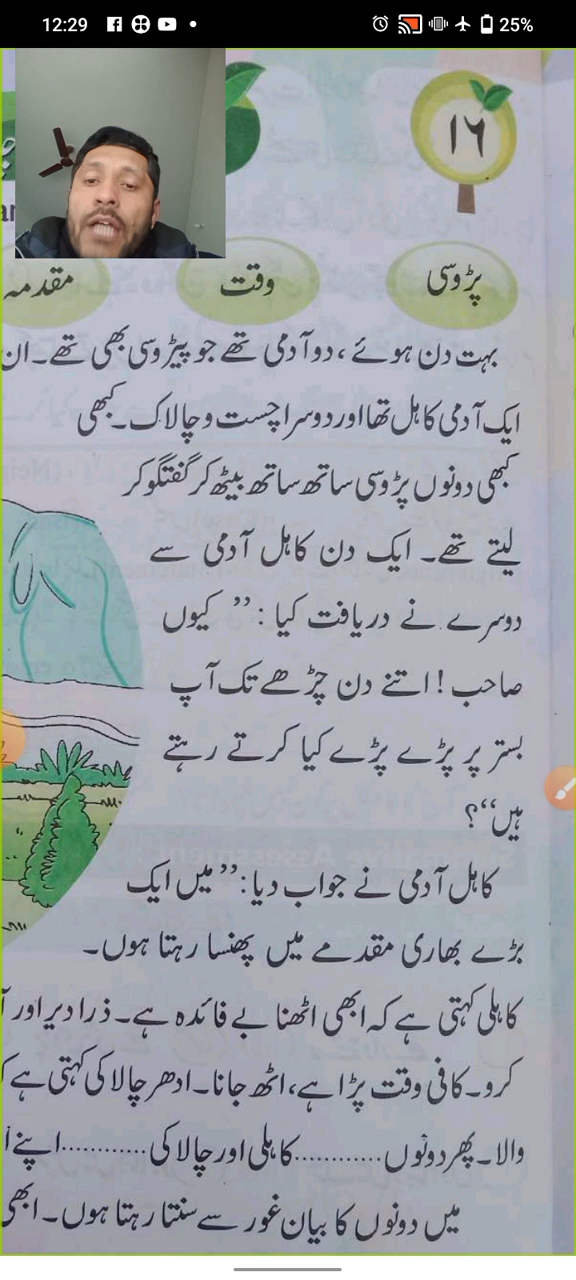 12:29
25%
۱۶
پڑوسی وقت مقدمہ
بہت دن ہوئے، دو آدمی تھے جو پڑوسی بھی تھے۔ ان
ایک آدمی کاہل تھا اور دوسرا چست و چالاک۔ کبھی
کبھی دونوں پڑوسی ساتھ ساتھ بیٹھ کر گفتگو کر
لیتے تھے۔ ایک دن کاہل آدمی سے
دوسرے نے دریافت کیا: ’’ کیوں
صاحب! اتنے دن چڑھے تک آپ
بستر پر پڑے پڑے کیا کرتے رہتے
ہیں‘‘؟
کاہل آدمی نے جواب دیا: ’’ میں ایک
بڑے بھاری مقدمے میں پھنسا رہتا ہوں۔
کاہلی کہتی ہے کہ ابھی اٹھنا بے فائدہ ہے۔ ذرا دیر اور
کرو۔ کافی وقت پڑا ہے، اٹھ جانا۔ ادھر چالاکی کہتی ہے
والا۔ پھر دونوں............کاہلی اور چالاکی............اپنے
میں دونوں کا بیان غور سے سنتا رہتا ہوں۔ ابھی